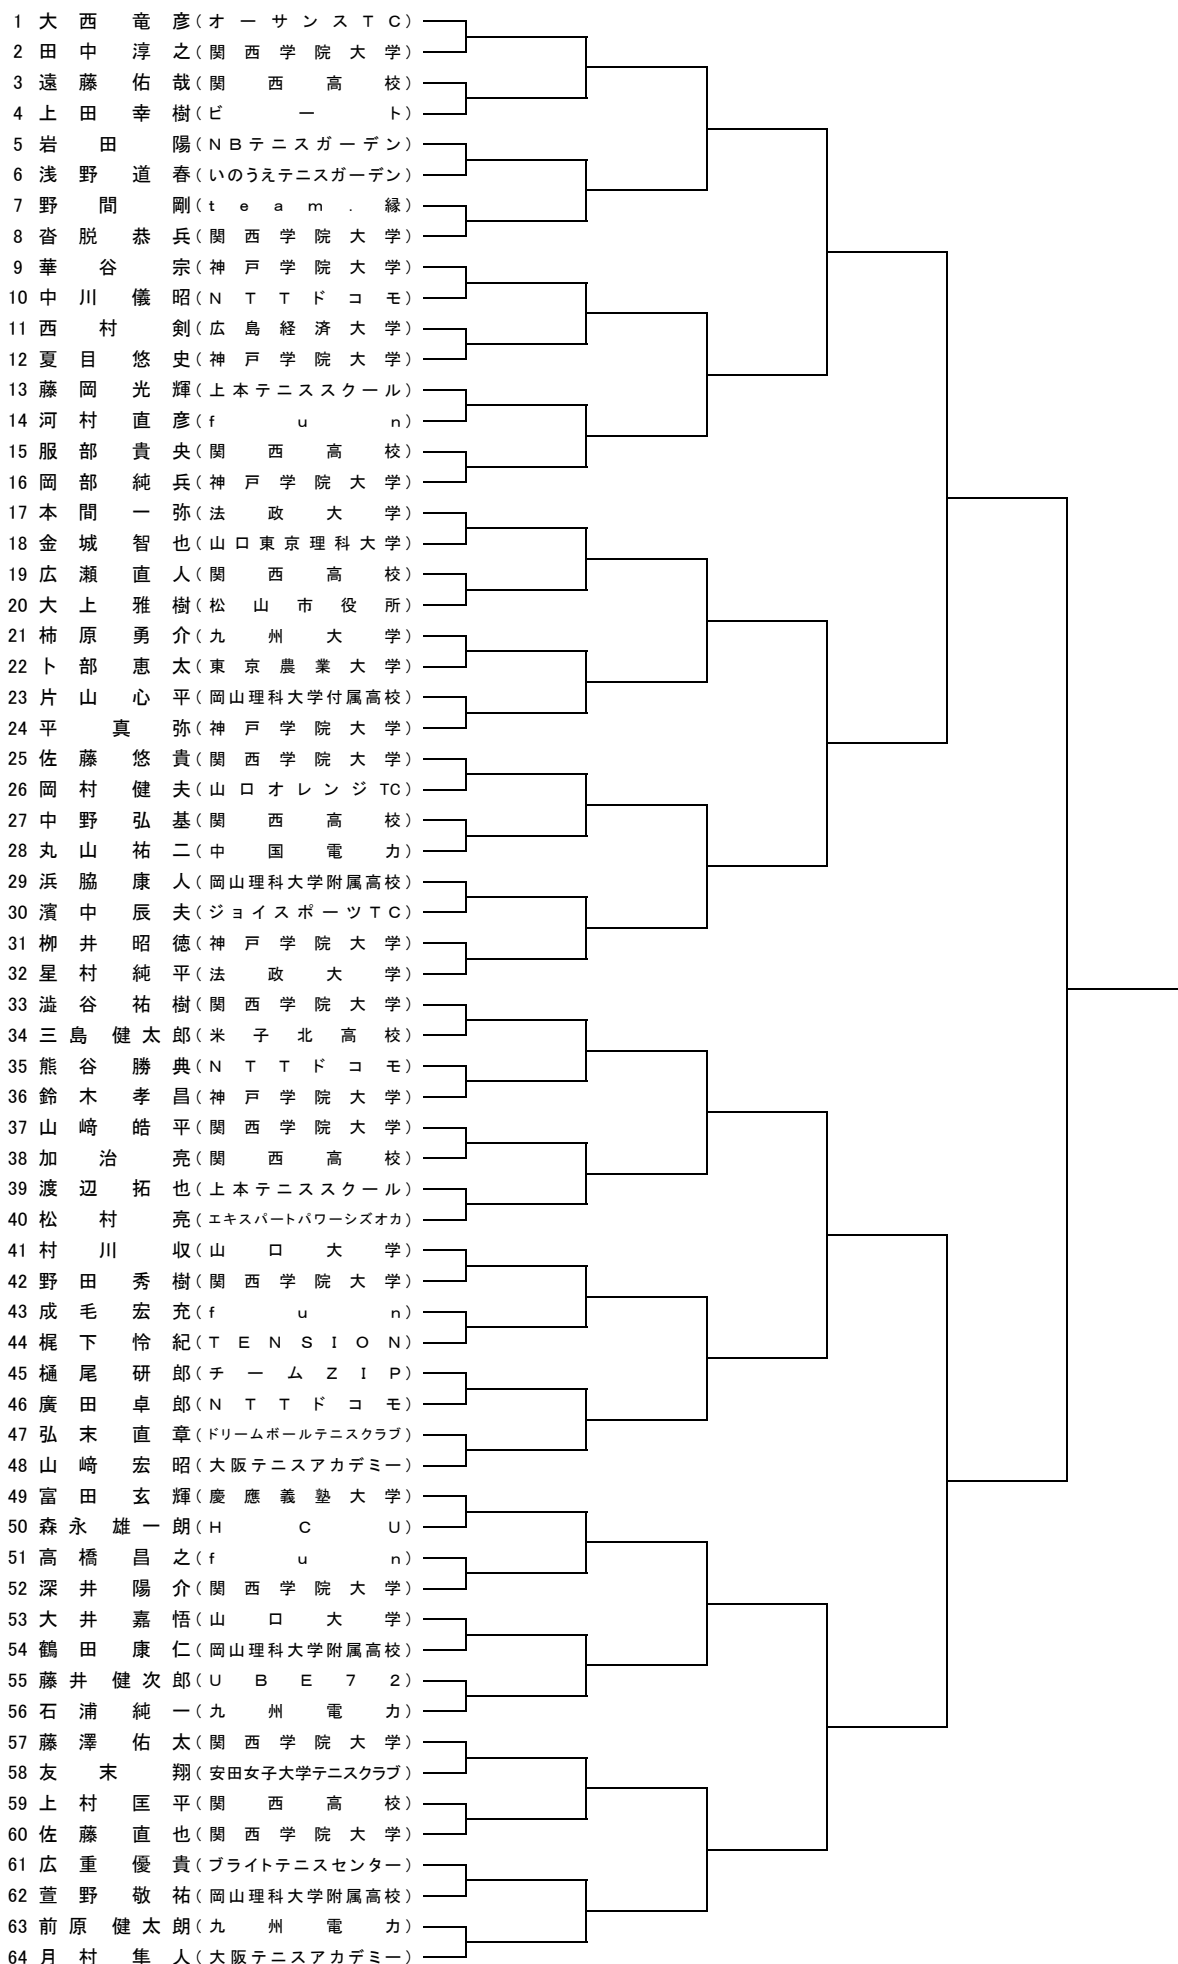 1 大西 竜彦(オーサンスTC)
2 田中 淳之(関西学院大学)
3 遠藤 佑哉(関西高校)
4 上田 幸樹(ビート)
5 岩田 陽(NBテニスガーデン)
6 浅野 道春(いのうえテニスガーデン)
7 野間 剛(team.縁)
8 沓脱 恭兵(関西学院大学)
9 華谷 宗(神戸学院大学)
10 中川 儀昭(NTTドコモ)
11 西村 剣(広島経済大学)
12 夏目 悠史(神戸学院大学)
13 藤岡 光輝(上本テニススクール)
14 河村 直彦(fun)
15 服部 貴央(関西高校)
16 岡部 純兵(神戸学院大学)
17 本間 一弥(法政大学)
18 金城 智也(山口東京理科大学)
19 広瀬 直人(関西高校)
20 大上 雅樹(松山市役所)
21 柿原 勇介(九州大学)
22 卜部 恵太(東京農業大学)
23 片山 心平(岡山理科大学付属高校)
24 平 真弥(神戸学院大学)
25 佐藤 悠貴(関西学院大学)
26 岡村 健夫(山口オレンジTC)
27 中野 弘基(関西高校)
28 丸山 祐二(中国電力)
29 浜脇 康人(岡山理科大学附属高校)
30 濱中 辰夫(ジョイスポーツTC)
31 栁井 昭徳(神戸学院大学)
32 星村 純平(法政大学)
33 澁谷 祐樹(関西学院大学)
34 三島 健太郎(米子北高校)
35 熊谷 勝典(NTTドコモ)
36 鈴木 孝昌(神戸学院大学)
37 山﨑 皓平(関西学院大学)
38 加治 亮(関西高校)
39 渡辺 拓也(上本テニススクール)
40 松村 亮(エキスパートパワーシズオカ)
41 村川 収(山口大学)
42 野田 秀樹(関西学院大学)
43 成毛 宏充(fun)
44 梶下 怜紀(TENSION)
45 樋尾 研郎(チームZIP)
46 廣田 卓郎(NTTドコモ)
47 弘末 直章(ドリームボールテニスクラブ)
48 山﨑 宏昭(大阪テニスアカデミー)
49 富田 玄輝(慶應義塾大学)
50 森永 雄一朗(HCU)
51 高橋 昌之(fun)
52 深井 陽介(関西学院大学)
53 大井 嘉悟(山口大学)
54 鶴田 康仁(岡山理科大学附属高校)
55 藤井 健次郎(UBE72)
56 石浦 純一(九州電力)
57 藤澤 佑太(関西学院大学)
58 友末 翔(安田女子大学テニスクラブ)
59 上村 匡平(関西高校)
60 佐藤 直也(関西学院大学)
61 広重 優貴(ブライトテニスセンター)
62 萱野 敬祐(岡山理科大学附属高校)
63 前原 健太朗(九州電力)
64 月村 隼人(大阪テニスアカデミー)